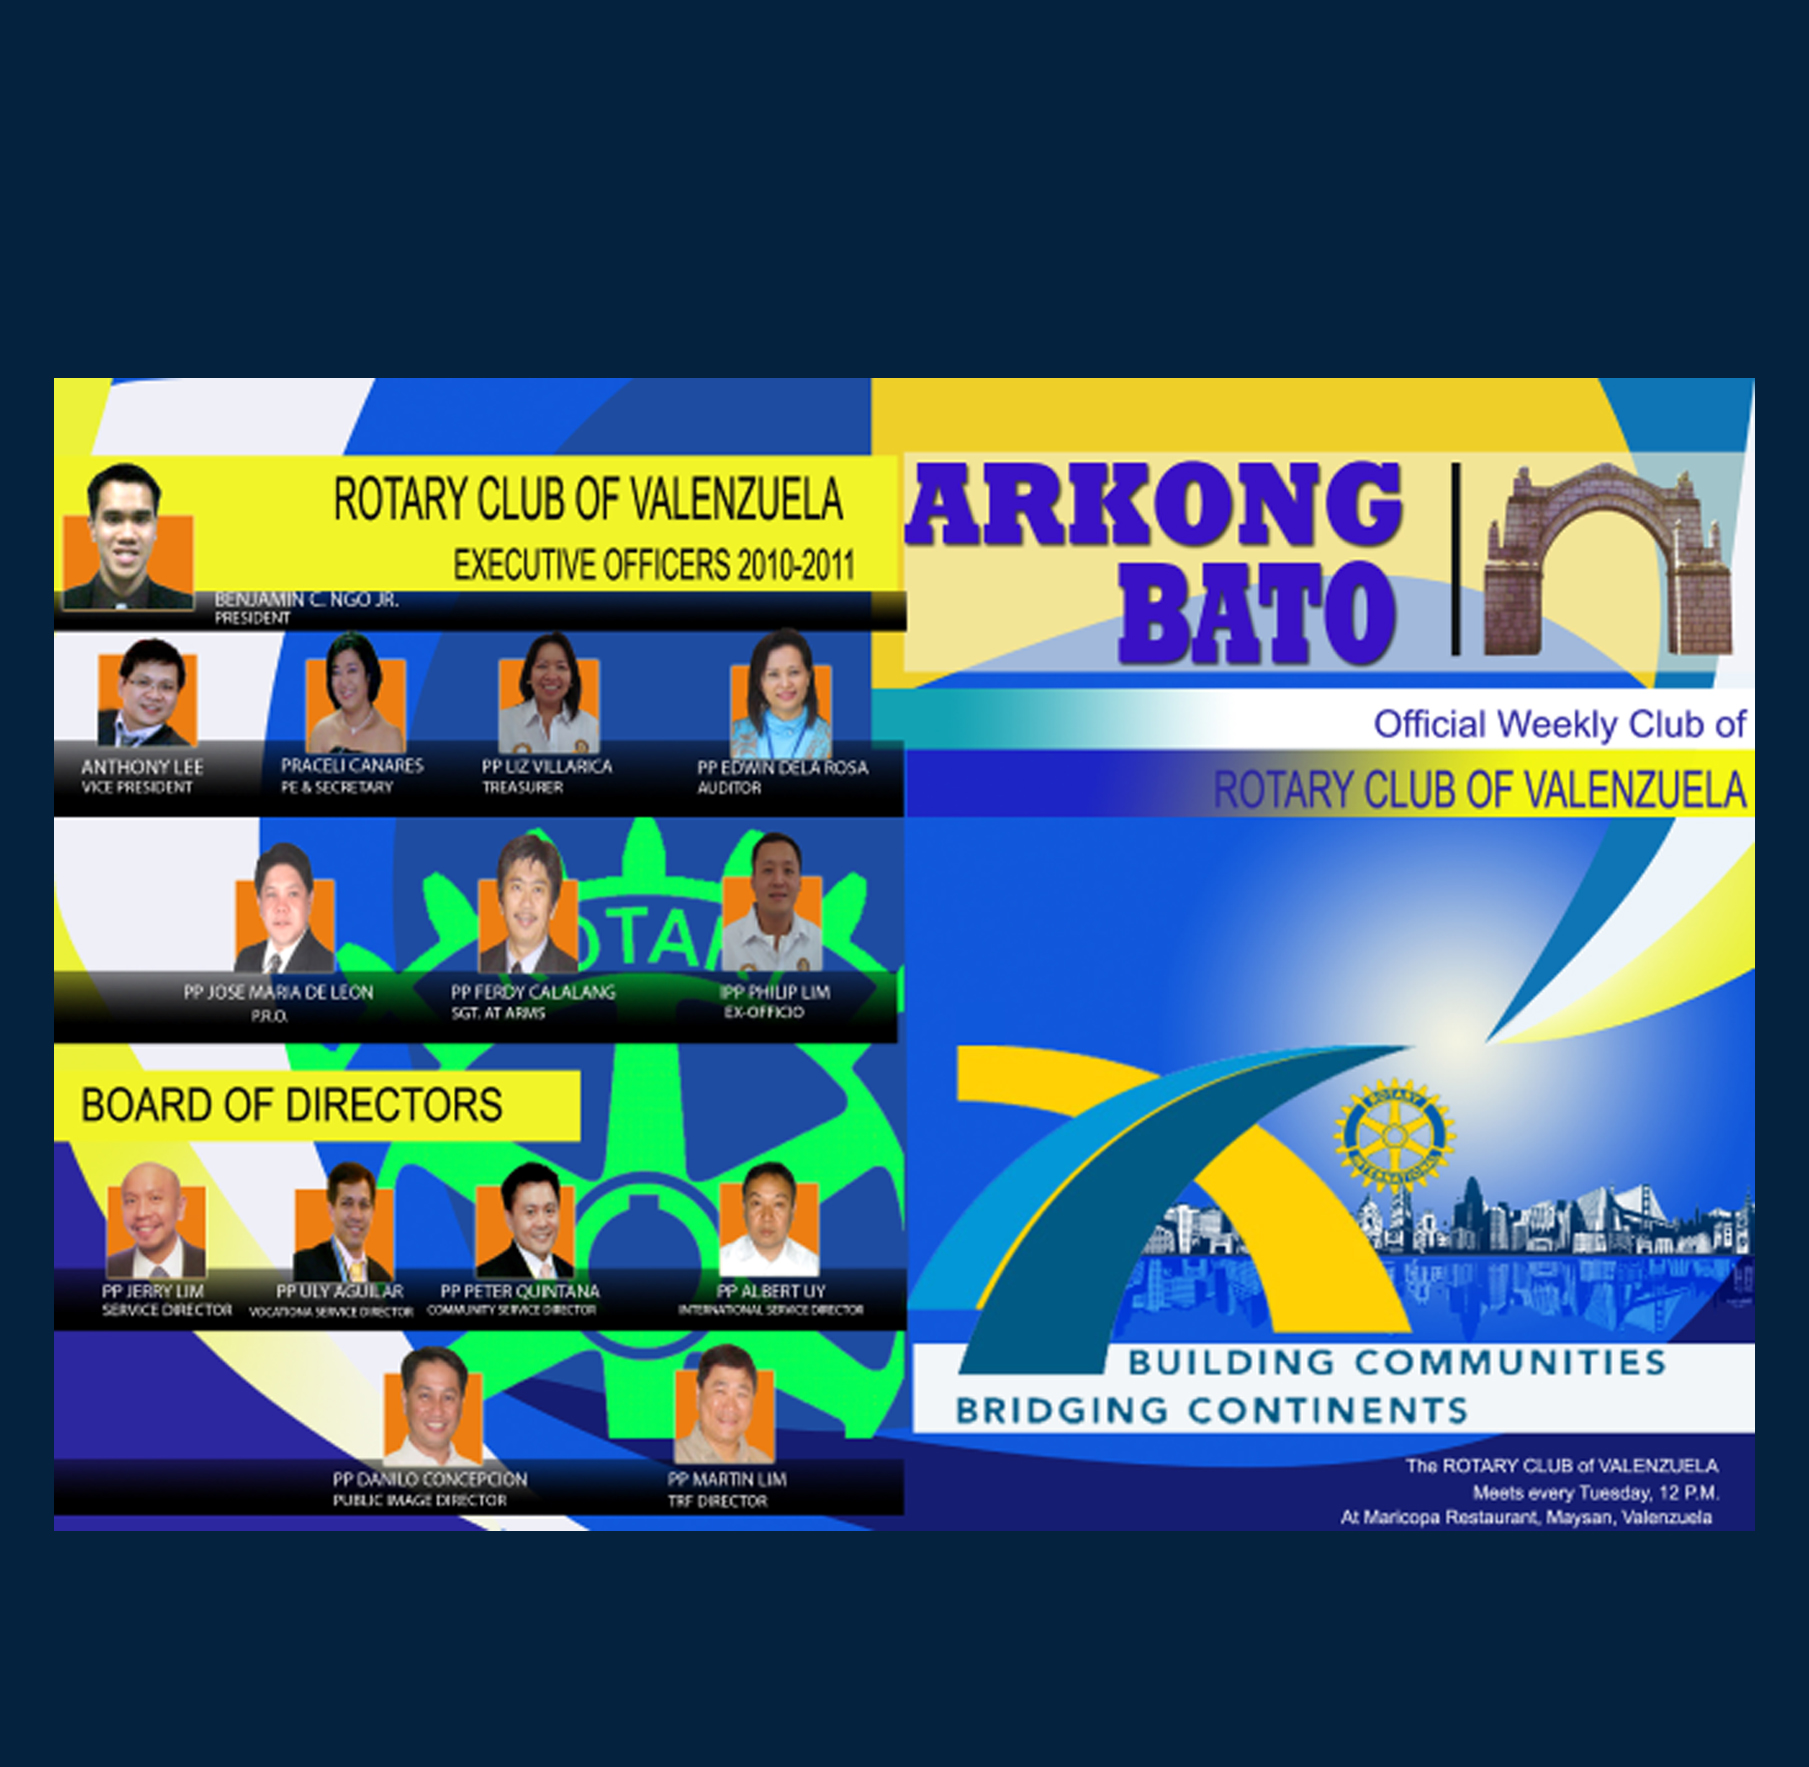 ROTARY CLUB OF VALENZUELA
EXECUTIVE OFFICERS 2010-2011
BENJAMIN C. NGO JR.
PRESIDENT
ANTHONY LEE
VICE PRESIDENT
PRACELI CANARES
PE & SECRETARY
PP LIZ VILLARICA
TREASURER
PP EDWIN DELA ROSA
AUDITOR
PP JOSE MARIA DE LEON
P.R.O.
PP FERDY CALALANG
SGT. AT ARMS
IPP PHILIP LIM
EX-OFFICIO
BOARD OF DIRECTORS
PP JERRY LIM
SERVICE DIRECTOR
PP ULY AGUILAR
VOCATIONA SERVICE DIRECTOR
PP PETER QUINTANA
COMMUNITY SERVICE DIRECTOR
PP ALBERT UY
INTERNATIONAL SERVICE DIRECTOR
PP DANILO CONCEPCION
PUBLIC IMAGE DIRECTOR
PP MARTIN LIM
TRF DIRECTOR
ARKONG
BATO
Official Weekly Club of
ROTARY CLUB OF VALENZUELA
ROTARY
INTERNATIONAL
BUILDING COMMUNITIES
BRIDGING CONTINENTS
The ROTARY CLUB of VALENZUELA
Meets every Tuesday, 12 P.M.
At Maricopa Restaurant, Maysan, Valenzuela